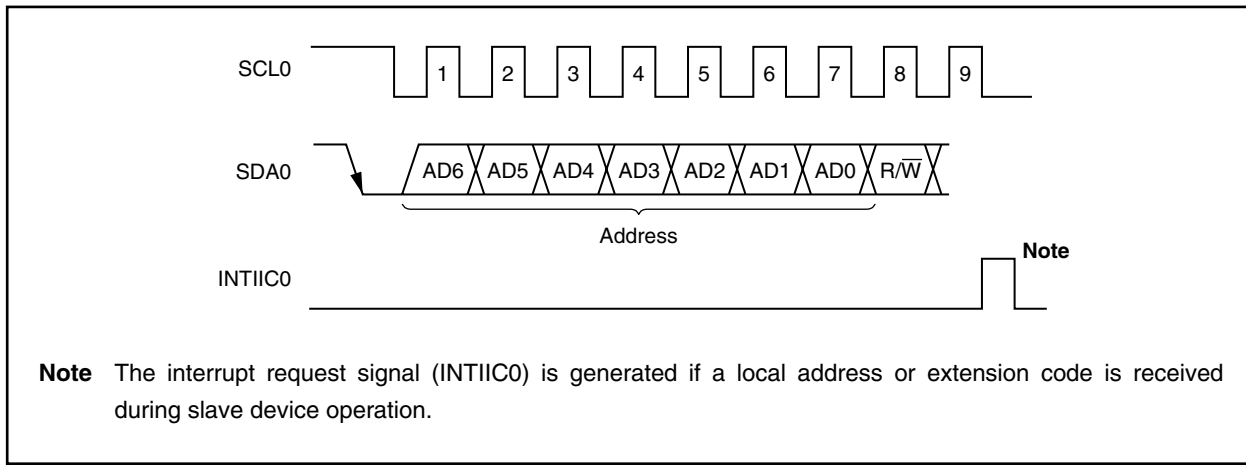 SCL0
1 2 3 4 5 6 7 8 9
SDA0
AD6 AD5 AD4 AD3 AD2 AD1 AD0 R/W̅
Address
INTIIC0
Note
Note The interrupt request signal (INTIIC0) is generated if a local address or extension code is received
during slave device operation.